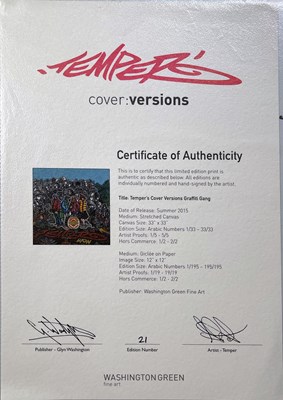 TEMPER
cover:versions
Certificate of Authenticity
This is to certify that this limited edition print is
authentic as described below. All editions are
individually numbered and hand-signed by the artist.
Title: Temper's Cover Versions Graffiti Gang
Date of Release: Summer 2015
Medium: Stretched Canvas
Canvas Size: 33" x 33"
Edition Size: Arabic Numbers 1/33 - 33/33
Artist Proofs: 1/5 - 5/5
Hors Commerce: 1/2 - 2/2
Medium: Giclée on Paper
Image Size: 12" x 12"
Edition Size: Arabic Numbers 1/195 - 195/195
Artist Proofs: 1/19 - 19/19
Hors Commerce: 1/2 - 2/2
Publisher: Washington Green Fine Art
21
Publisher - Glyn Washington
Edition Number
Artist - Temper
WASHINGTON GREEN
fine art